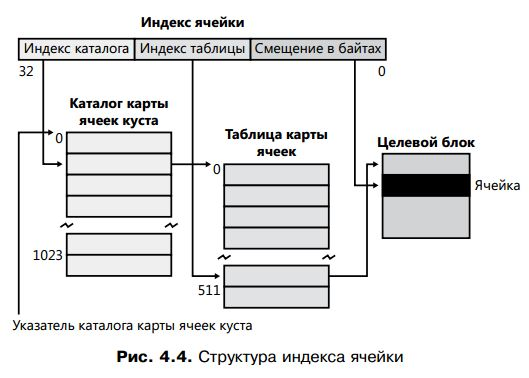 Индекс ячейки
Индекс каталога Индекс таблицы Смещение в байтах
32 0
Каталог карты
ячеек куста
0
1023
Таблица карты
ячеек
0
511
Целевой блок
Ячейка
Указатель каталога карты ячеек куста
Рис. 4.4. Структура индекса ячейки